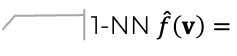 1-NN f̂(𝐯) =